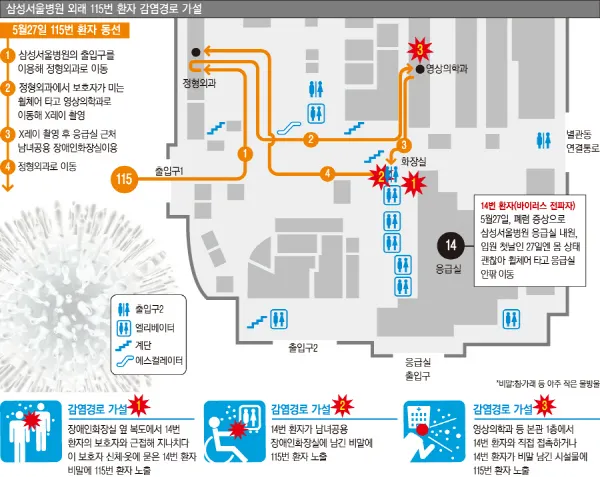 삼성서울병원 외래 115번 환자 감염경로 가설
5월27일 115번 환자 동선
1 삼성서울병원의 출입구를
이용해 정형외과로 이동
2 정형외과에서 보호자가 미는
휠체어 타고 영상의학과로
이동해 X레이 촬영
3 X레이 촬영 후 응급실 근처
남녀공용 장애인화장실이용
4 정형외과로 이동
정형외과
3
영상의학과
별관동
연결통로
2
3
1
화장실
출입구1
115
4
2
1
14번 환자(바이러스 전파자)
5월27일, 폐렴 증상으로
삼성서울병원 응급실 내원,
입원 첫날인 27일엔 몸 상태
괜찮아 휠체어 타고 응급실
안팎 이동
14
응급실
출입구2
엘리베이터
계단
에스컬레이터
출입구2
응급실
출입구
*비말:침·가래 등 아주 작은 물방울
감염경로 가설 1
장애인화장실 옆 복도에서 14번
환자의 보호자와 근접해 지나치다
이 보호자 신체·옷에 묻은 14번 환자
비말에 115번 환자 노출
감염경로 가설 2
14번 환자가 남녀공용
장애인화장실에 남긴 비말에
115번 환자 노출
감염경로 가설 3
영상의학과 등 본관 1층에서
14번 환자와 직접 접촉하거나
14번 환자가 비말 남긴 시설물에
115번 환자 노출